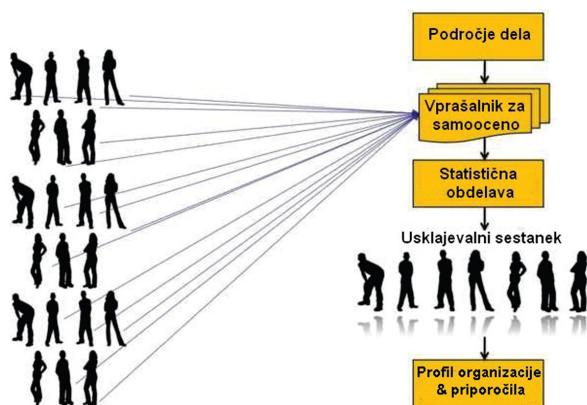 Področje dela
Vprašalnik za
samooceno
Statistična
obdelava
Usklajevalni sestanek
Profil organizacije
& priporočila